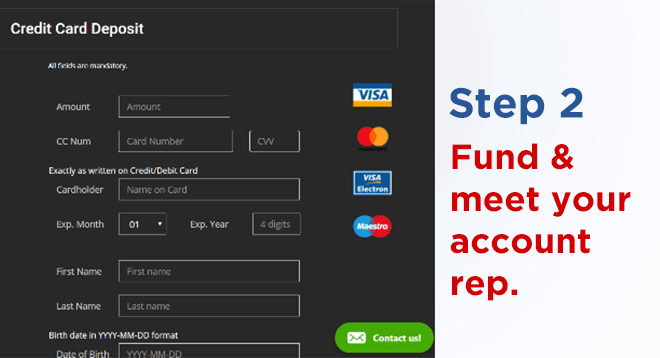 Credit Card Deposit
All fields are mandatory.
Amount Amount
CC Num Card Number CVV
Exactly as written on Credit/Debit Card
Cardholder Name on Card
Exp. Month 01 Exp. Year 4 digits
First Name First name
Last Name Last name
Birth date in YYYY-MM-DD format
Date of Birth YYYY-MM-DD
VISA
VISA
Electron
Maestro
Contact us!
Step 2
Fund &
meet your
account
rep.